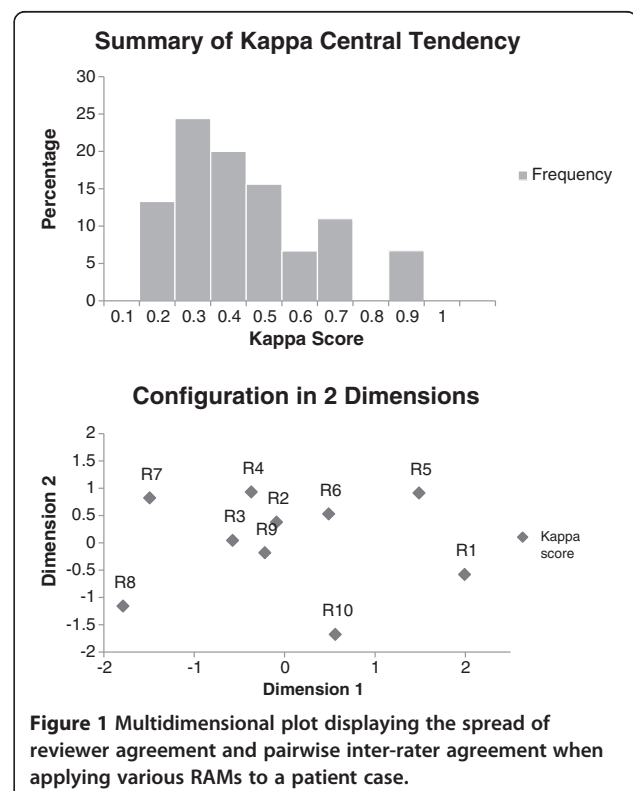 Summary of Kappa Central Tendency
30
25
20
15
10
5
0
Percentage
0.1 0.2 0.3 0.4 0.5 0.6 0.7 0.8 0.9 1
Kappa Score
Frequency
Configuration in 2 Dimensions
2
1.5
1
0.5
0
-0.5
-1
-1.5
-2
Dimension 2
R7
R4
R5
R2
R6
R3
R9
R1
R8
R10
Kappa
score
-2 -1 0 1 2
Dimension 1
Figure 1 Multidimensional plot displaying the spread of
reviewer agreement and pairwise inter-rater agreement when
applying various RAMs to a patient case.